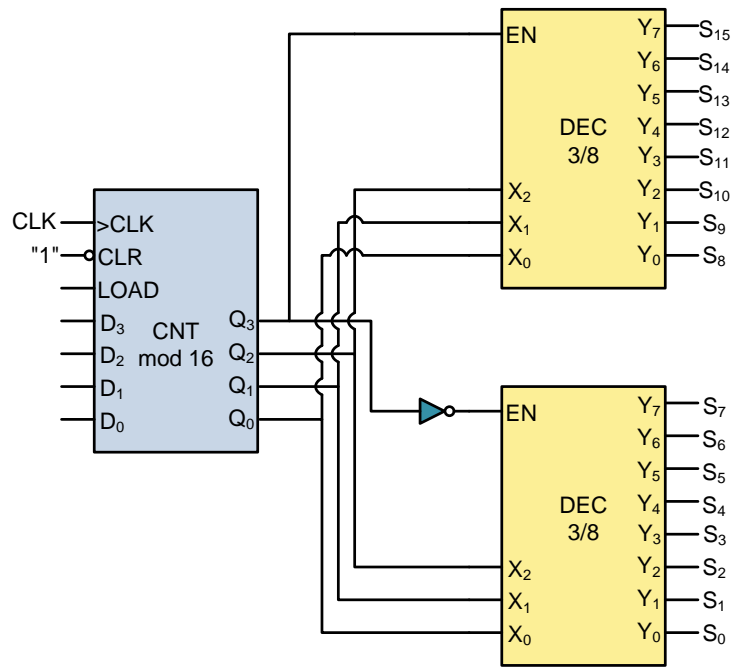 EN
DEC
3/8
X₂
X₁
X₀
Y₇ S₁₅
Y₆ S₁₄
Y₅ S₁₃
Y₄ S₁₂
Y₃ S₁₁
Y₂ S₁₀
Y₁ S₉
Y₀ S₈
CLK >CLK
"1" CLR
LOAD
D₃
D₂
D₁
D₀
CNT
mod 16
Q₃
Q₂
Q₁
Q₀
EN
DEC
3/8
X₂
X₁
X₀
Y₇ S₇
Y₆ S₆
Y₅ S₅
Y₄ S₄
Y₃ S₃
Y₂ S₂
Y₁ S₁
Y₀ S₀